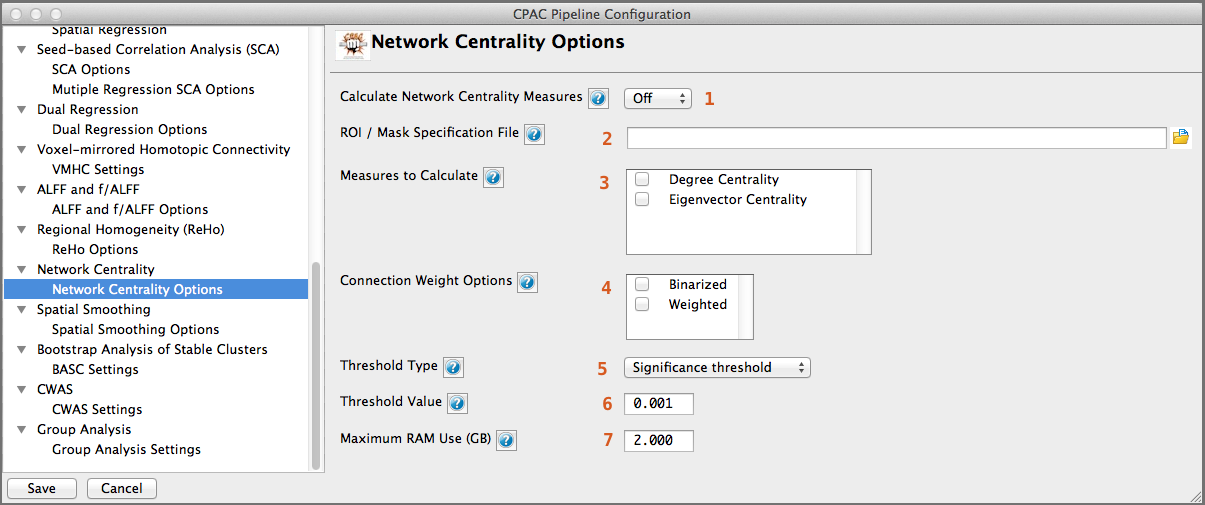 CPAC Pipeline Configuration
Spatial Regression
Seed-based Correlation Analysis (SCA)
SCA Options
Mutiple Regression SCA Options
Dual Regression
Dual Regression Options
Voxel-mirrored Homotopic Connectivity
VMHC Settings
ALFF and f/ALFF
ALFF and f/ALFF Options
Regional Homogeneity (ReHo)
ReHo Options
Network Centrality
Network Centrality Options
Spatial Smoothing
Spatial Smoothing Options
Bootstrap Analysis of Stable Clusters
BASC Settings
CWAS
CWAS Settings
Group Analysis
Group Analysis Settings
Save Cancel
Network Centrality Options
Calculate Network Centrality Measures ? Off 1
ROI / Mask Specification File ? 2
Measures to Calculate ? 3 Degree Centrality
Eigenvector Centrality
Connection Weight Options ? 4 Binarized
Weighted
Threshold Type ? 5 Significance threshold
Threshold Value ? 6 0.001
Maximum RAM Use (GB) ? 7 2.000